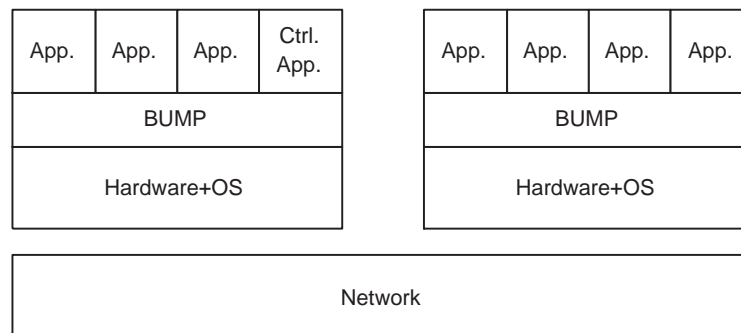 App. App. App. Ctrl. App. App. App. App. App.
BUMP BUMP
Hardware+OS Hardware+OS
Network